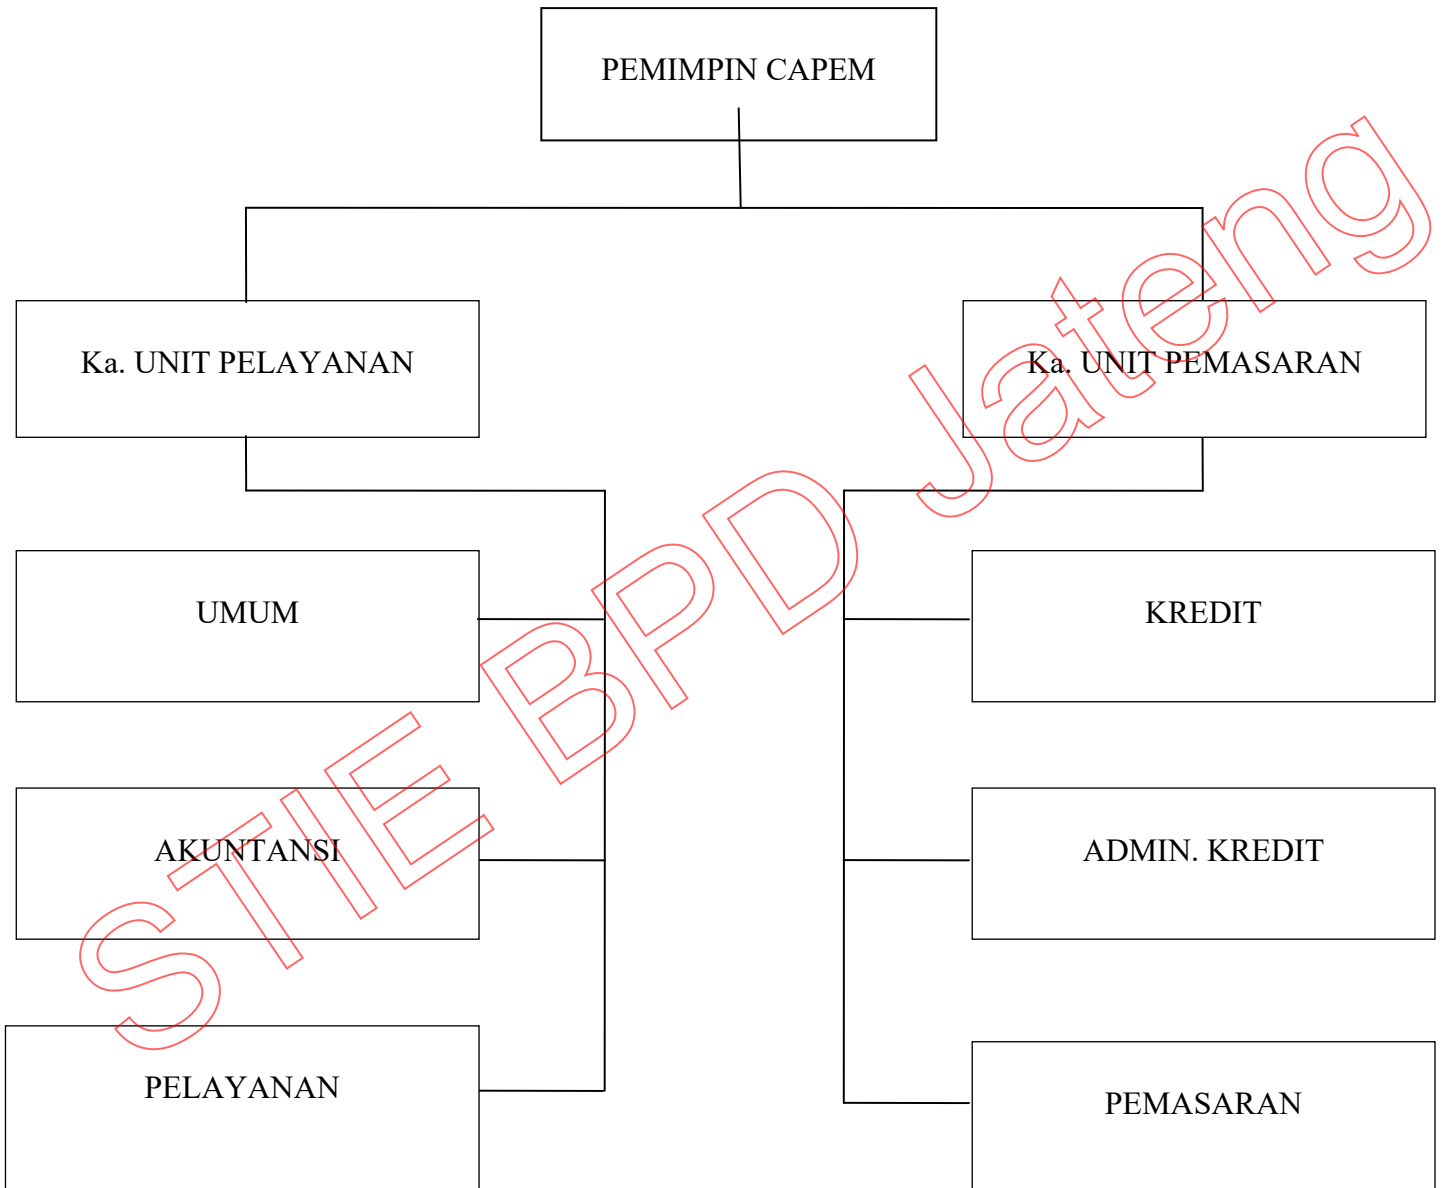 PEMIMPIN CAPEM
Ka. UNIT PELAYANAN
Ka. UNIT PEMASARAN
UMUM
KREDIT
AKUNTANSI
ADMIN. KREDIT
PELAYANAN
PEMASARAN
STIE BPD Jateng